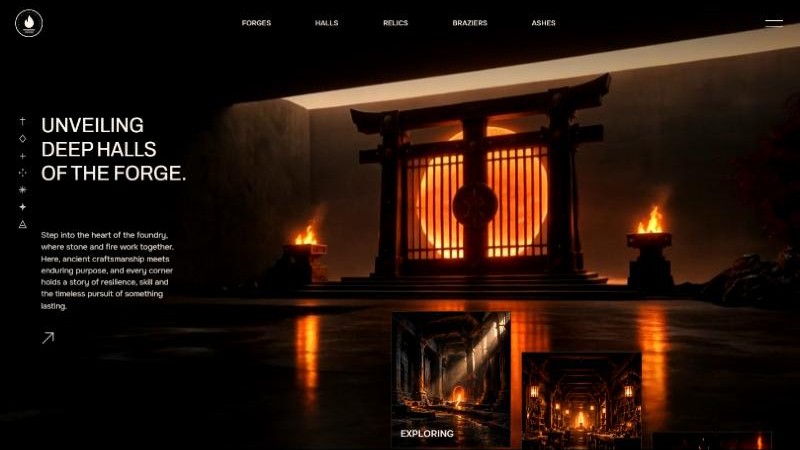 FORGES
HALLS
RELICS
BRAZIERS
ASHES
UNVEILING
DEEP HALLS
OF THE FORGE.
Step into the heart of the foundry,
where stone and fire work together.
Here, ancient craftsmanship meets
enduring purpose, and every corner
holds a story of resilience, skill and
the timeless pursuit of something
lasting.
EXPLORING